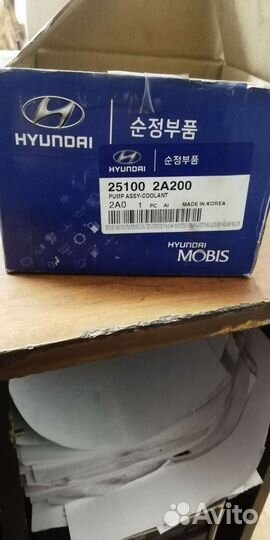 HYUNDAI
순정부품
HYUNDAI
순정부품
25100 2A200
PUMP ASSY-COOLANT
2A0 1 PC AI MADE IN KOREA
HYUNDAI
MOBIS
Avito